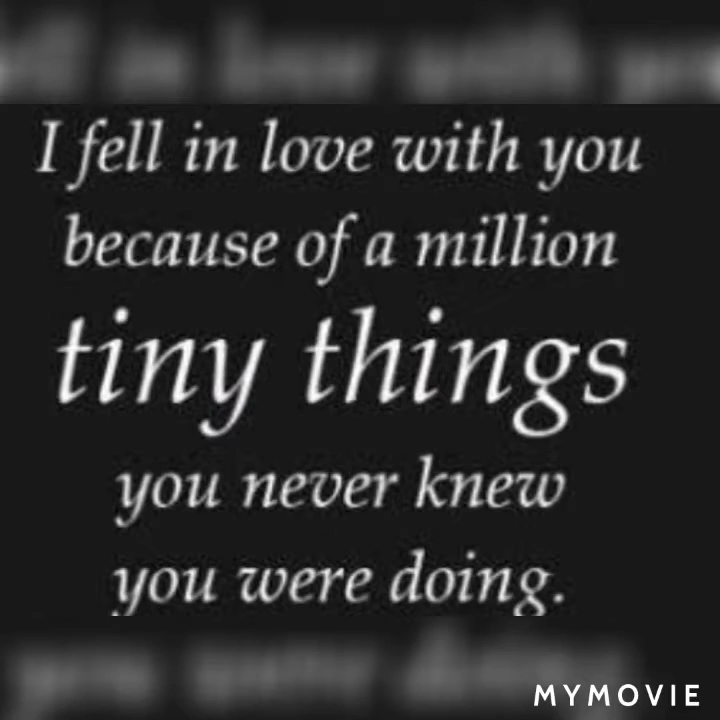 I fell in love with you
because of a million
tiny things
you never knew
you were doing.
MYMOVIE